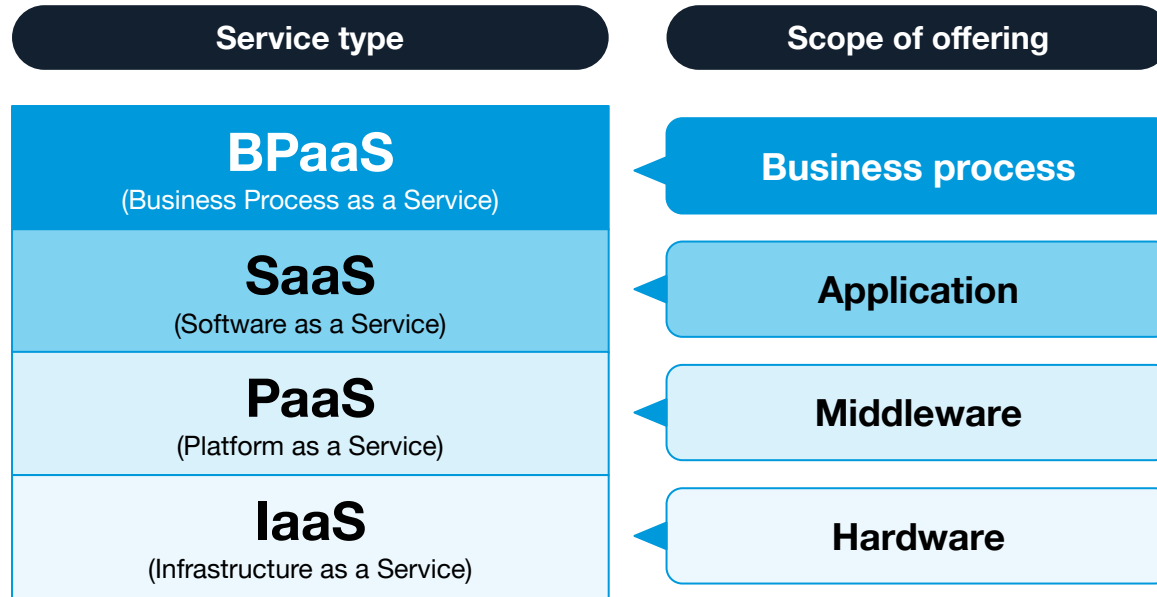 Service type
Scope of offering
BPaaS
(Business Process as a Service)
Business process
SaaS
(Software as a Service)
Application
PaaS
(Platform as a Service)
Middleware
IaaS
(Infrastructure as a Service)
Hardware